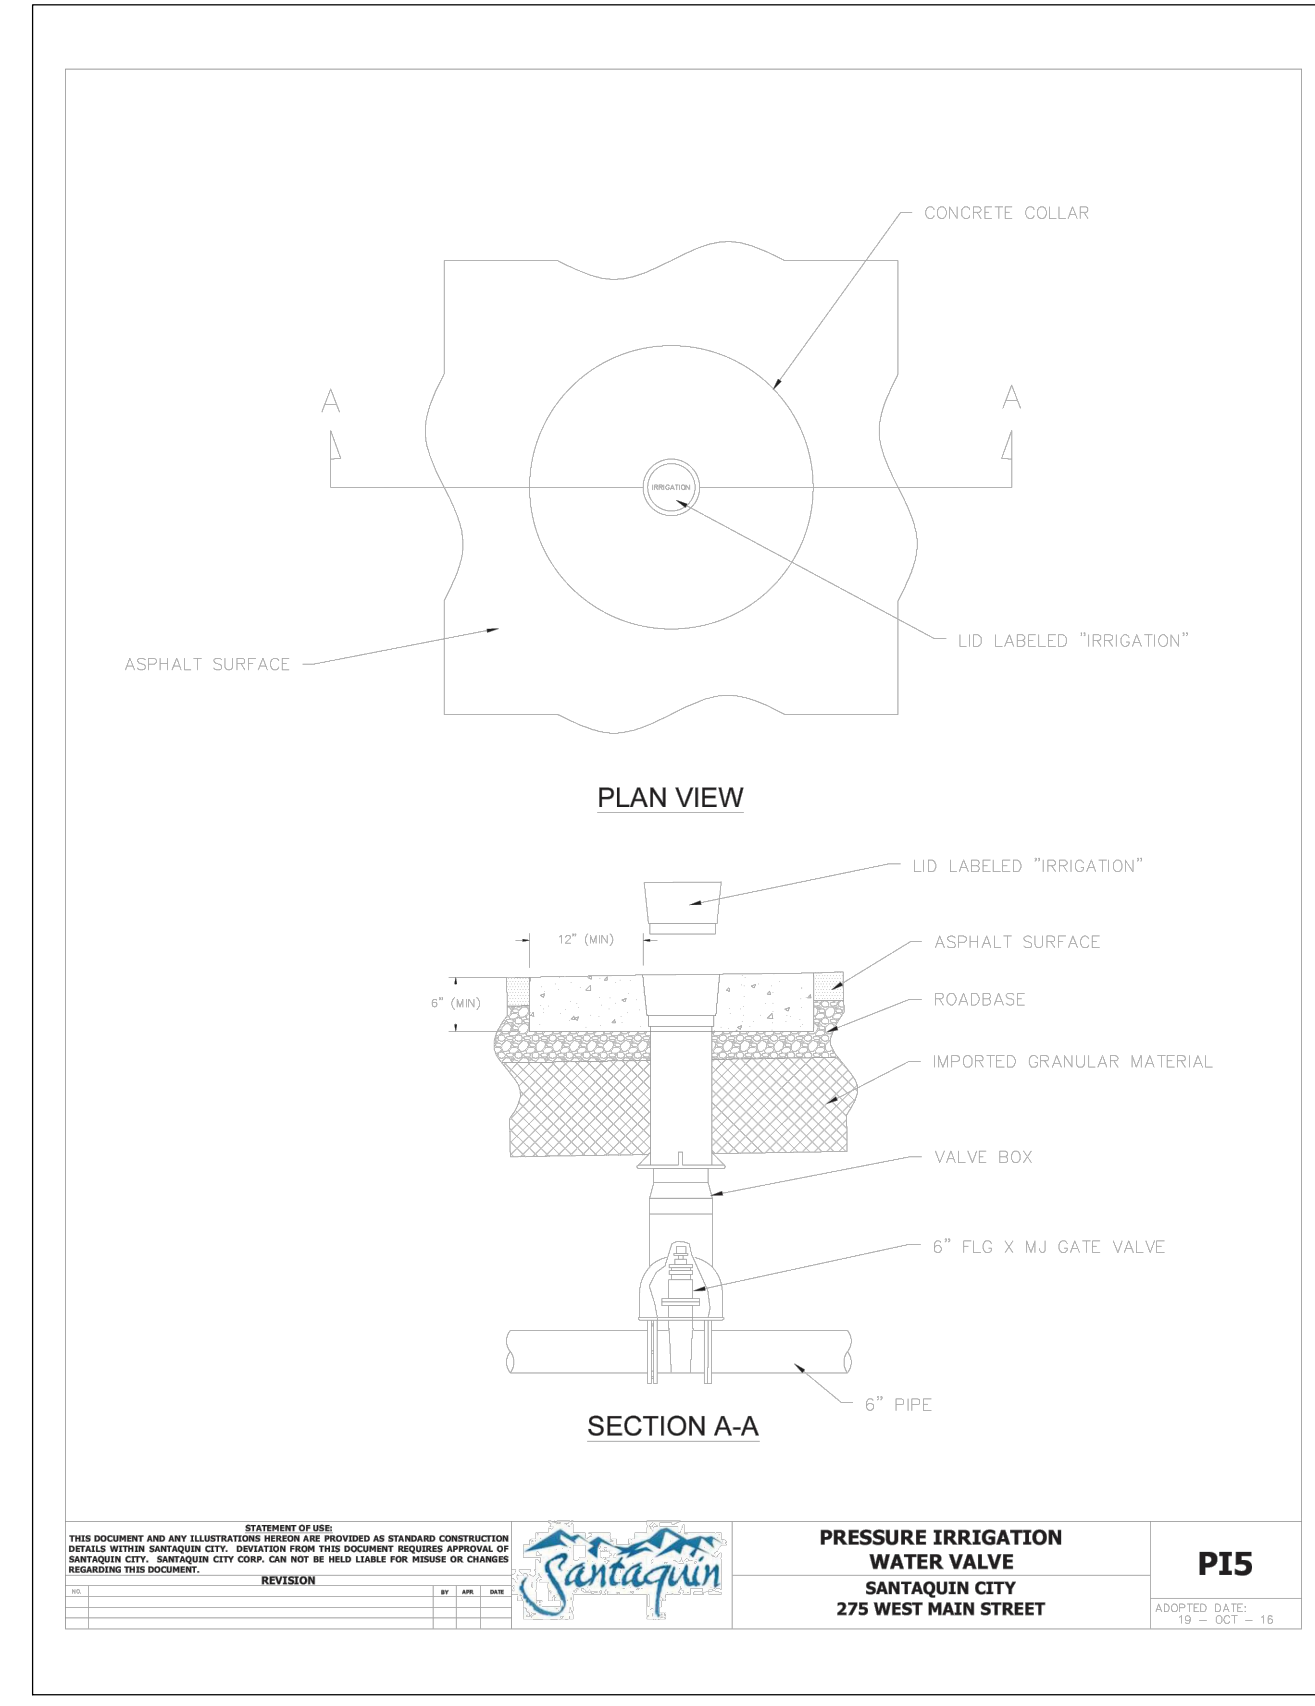 CONCRETE COLLAR
A
A
IRRIGATION
LID LABELED "IRRIGATION"
ASPHALT SURFACE
PLAN VIEW
LID LABELED "IRRIGATION"
12" (MIN)
ASPHALT SURFACE
6" (MIN)
ROADBASE
IMPORTED GRANULAR MATERIAL
VALVE BOX
6" FLG X MJ GATE VALVE
6" PIPE
SECTION A-A
STATEMENT OF USE:
THIS DOCUMENT AND ANY ILLUSTRATIONS HEREON ARE PROVIDED AS STANDARD CONSTRUCTION
DETAILS WITHIN SANTAQUIN CITY. DEVIATION FROM THIS DOCUMENT REQUIRES APPROVAL OF
SANTAQUIN CITY. SANTAQUIN CITY CORP. CAN NOT BE HELD LIABLE FOR MISUSE OR CHANGES
REGARDING THIS DOCUMENT.
REVISION
NO. BY APR. DATE
Santaquin
PRESSURE IRRIGATION
WATER VALVE
SANTAQUIN CITY
275 WEST MAIN STREET
PI5
ADOPTED DATE:
19 - OCT - 16